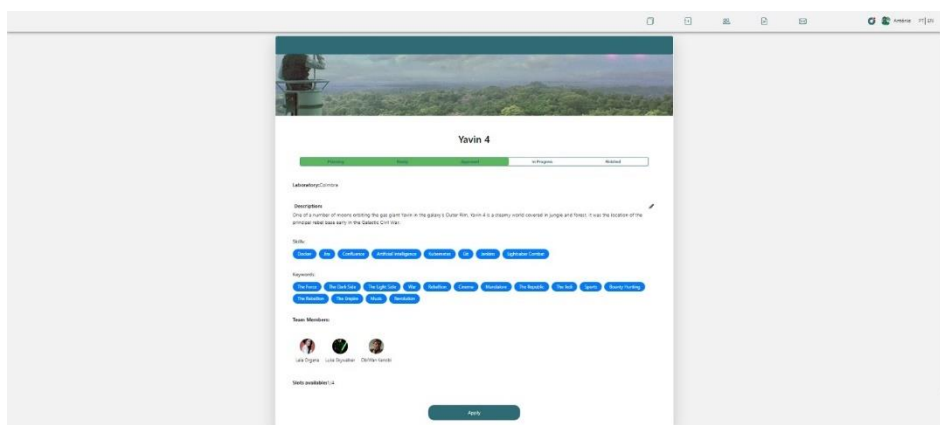 António PT|EN
Yavin 4
Planning Ready Approved In Progress Finished
Laboratory:Coimbra
Description:
One of a number of moons orbiting the gas giant Yavin in the galaxy's Outer Rim, Yavin 4 is a steamy world covered in jungle and forest. It was the location of the
principal rebel base early in the Galactic Civil War.
Skills:
Docker Jira Confluence Artificial Intelligence Kubernetes Git Jenkins Lightsaber Combat
Keywords:
The Force The Dark Side The Light Side War Rebellion Cinema Mandalore The Republic The Jedi Sports Bounty Hunting
The Rebellion The Empire Music
Team Members:
Leia Organa Luke Skywalker ObiWan Kenobi
Slots available:1/4
Apply